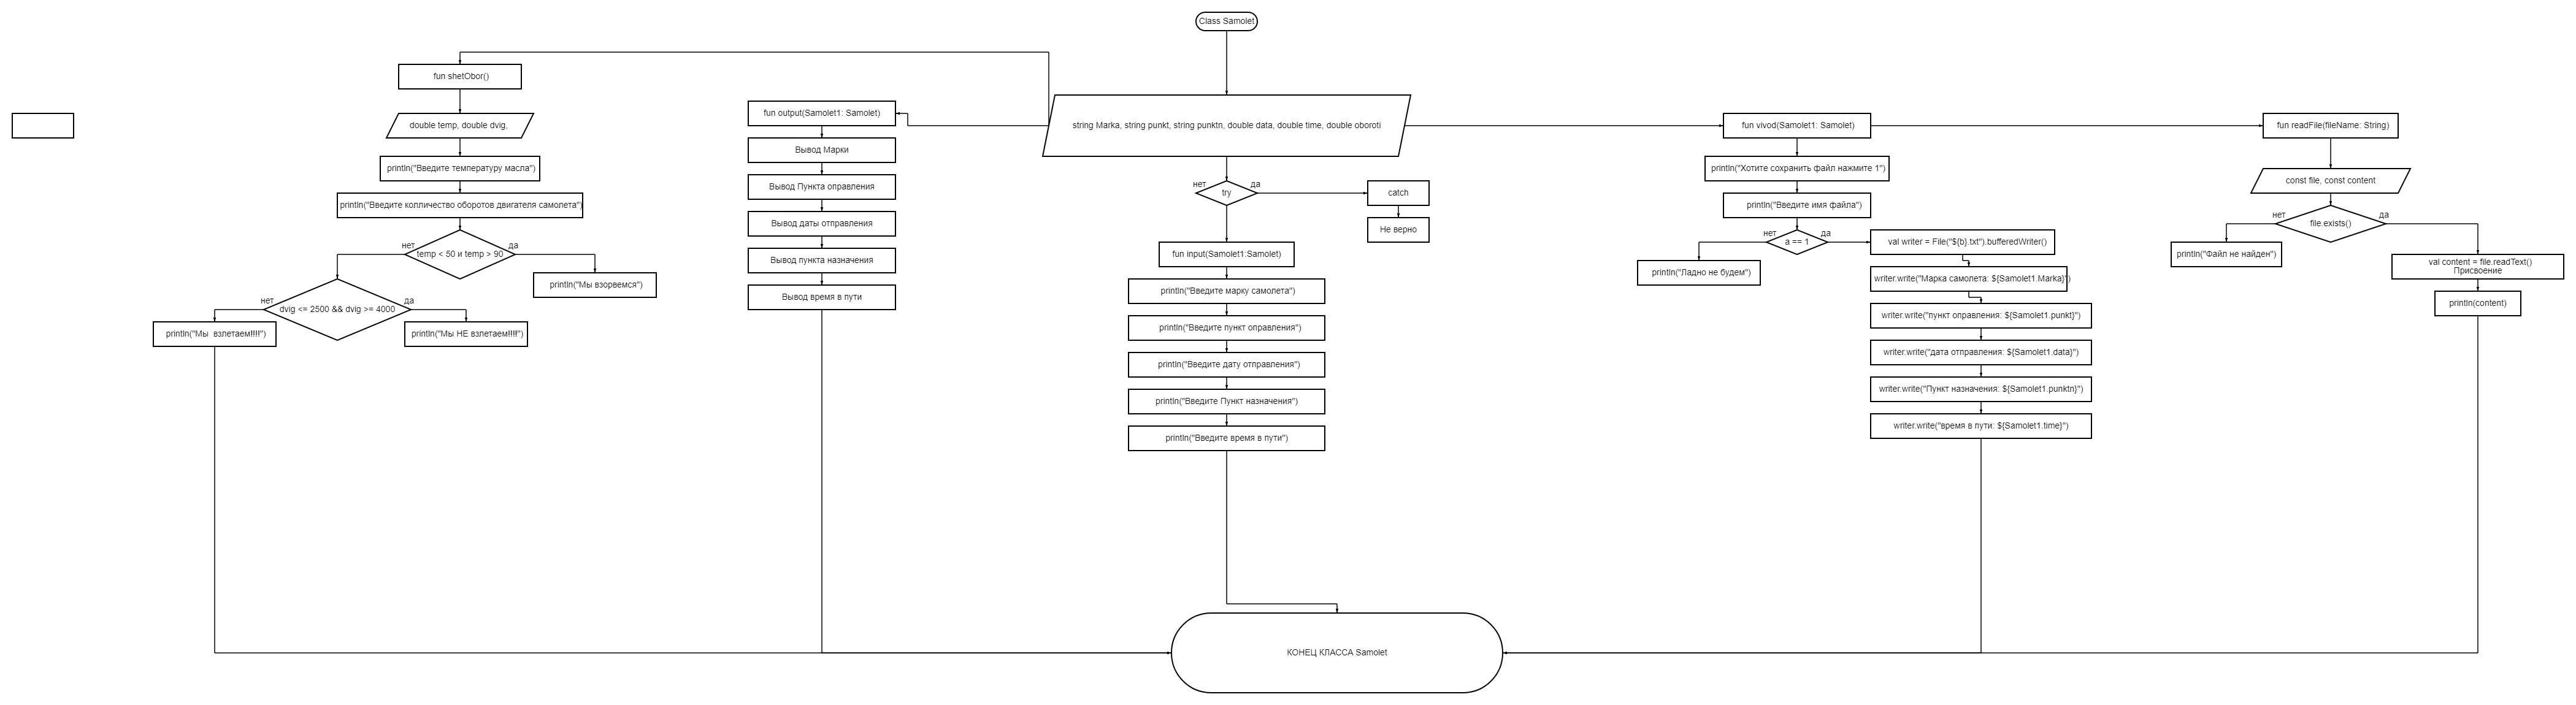 Class Samolet
fun shetObor()
double temp, double dvig,
println("Введите температуру масла")
println("Введите колличество оборотов двигателя самолета")
нет
да
temp < 50 и temp > 90
println("Мы взорвемся")
нет
да
dvig <= 2500 && dvig >= 4000
println("Мы  взлетаем!!!!!")
println("Мы НЕ взлетаем!!!!!")
fun output(Samolet1: Samolet)
Вывод Марки
Вывод Пункта оправления
Вывод даты отправления
Вывод пункта назначения
Вывод время в пути
string Marka, string punkt, string punktn, double data, double time, double oboroti
нет
да
try
catch
Не верно
fun input(Samolet1:Samolet)
println("Введите марку самолета")
println("Введите пункт оправления")
println("Введите дату отправления")
println("Введите Пункт назначения")
println("Введите время в пути")
fun vivod(Samolet1: Samolet)
println("Хотите сохранить файл нажмите 1")
println("Введите имя файла")
нет
да
a == 1
println("Ладно не будем")
val writer = File("${b}.txt").bufferedWriter()
writer.write("Марка самолета: ${Samolet1.Marka}")
writer.write("пункт оправления: ${Samolet1.punkt}")
writer.write("дата отправления: ${Samolet1.data}")
writer.write("Пункт назначения: ${Samolet1.punktn}")
writer.write("время в пути: ${Samolet1.time}")
fun readFile(fileName: String)
const file, const content
нет
да
file.exists()
println("Файл не найден")
val content = file.readText()
Присвоение
println(content)
КОНЕЦ КЛАССА Samolet